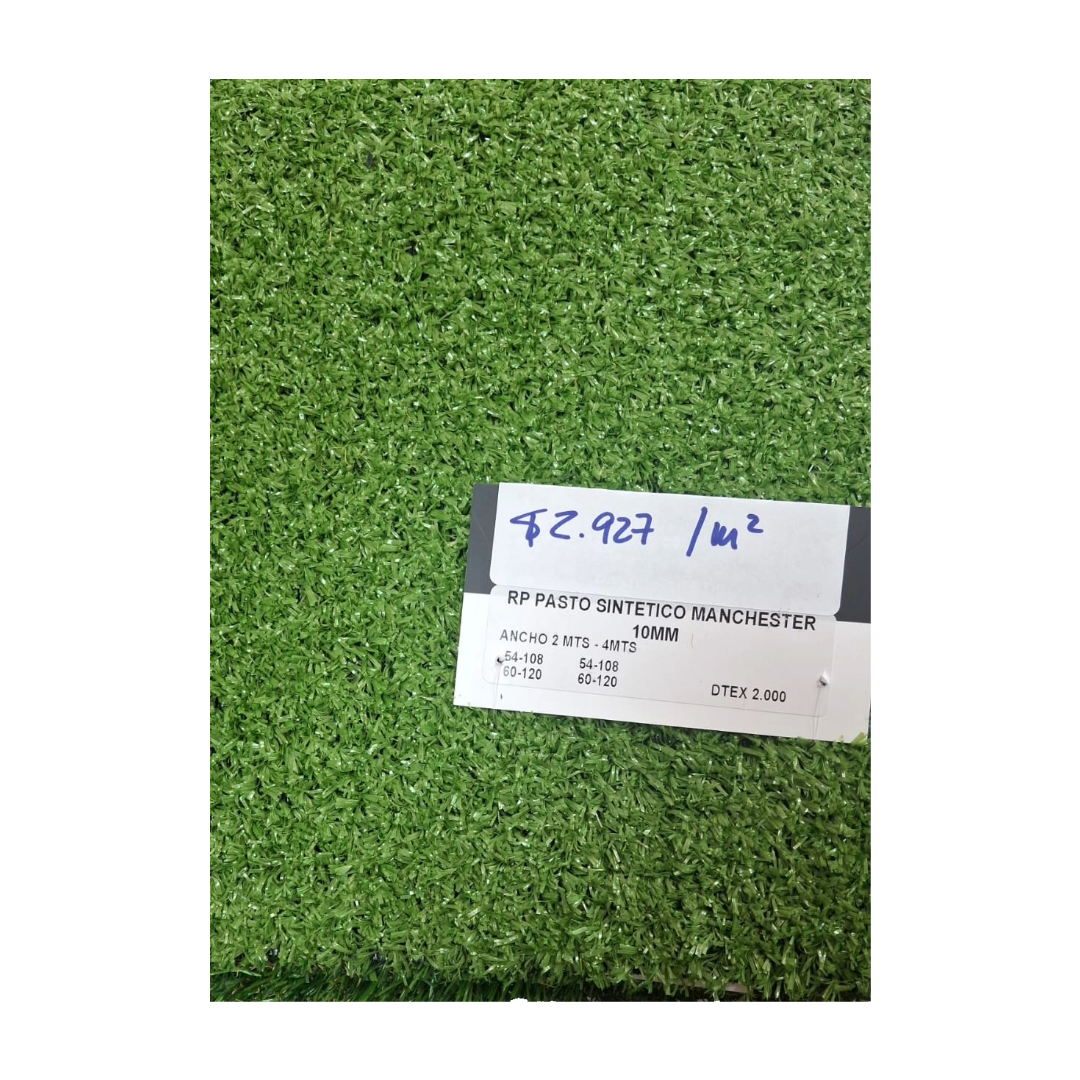 $2.927 /m²
RP PASTO SINTETICO MANCHESTER
10MM
ANCHO 2 MTS - 4MTS
54-108 54-108
60-120 60-120
DTEX 2.000